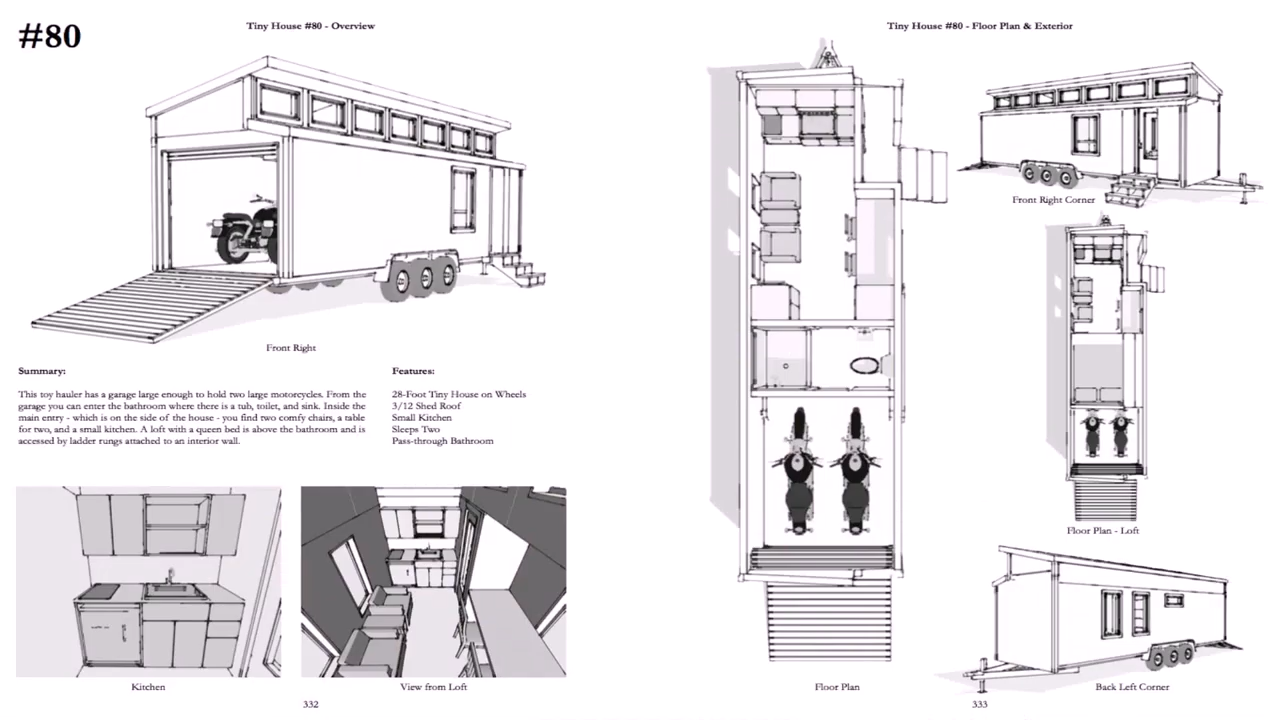 #80
Tiny House #80 - Overview
Front Right
Summary:
This toy hauler has a garage large enough to hold two large motorcycles. From the
garage you can enter the bathroom where there is a tub, toilet, and sink. Inside the
main entry - which is on the side of the house - you find two comfy chairs, a table
for two, and a small kitchen. A loft with a queen bed is above the bathroom and is
accessed by ladder rungs attached to an interior wall.
Features:
28-Foot Tiny House on Wheels
3/12 Shed Roof
Small Kitchen
Sleeps Two
Pass-through Bathroom
Kitchen
View from Loft
332
Tiny House #80 - Floor Plan & Exterior
Front Right Corner
Floor Plan - Loft
Floor Plan
Back Left Corner
333